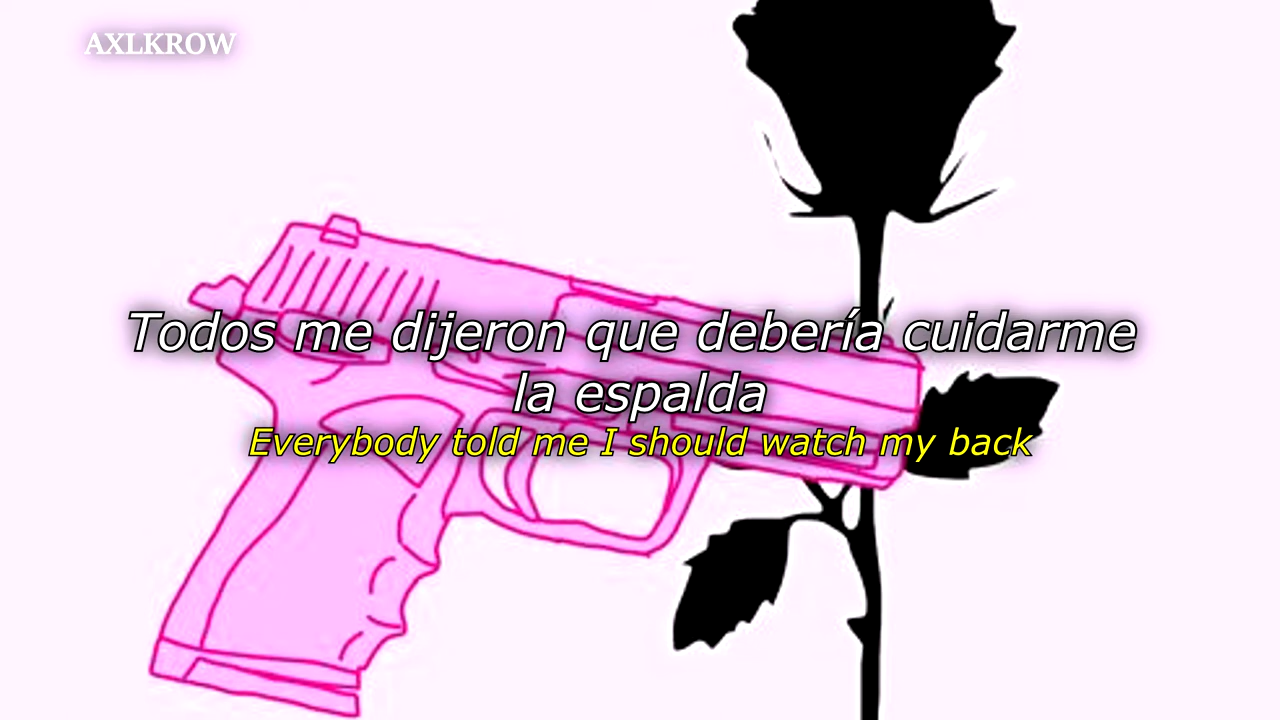 AXLKROW
Todos me dijeron que debería cuidarme
la espalda
Everybody told me I should watch my back